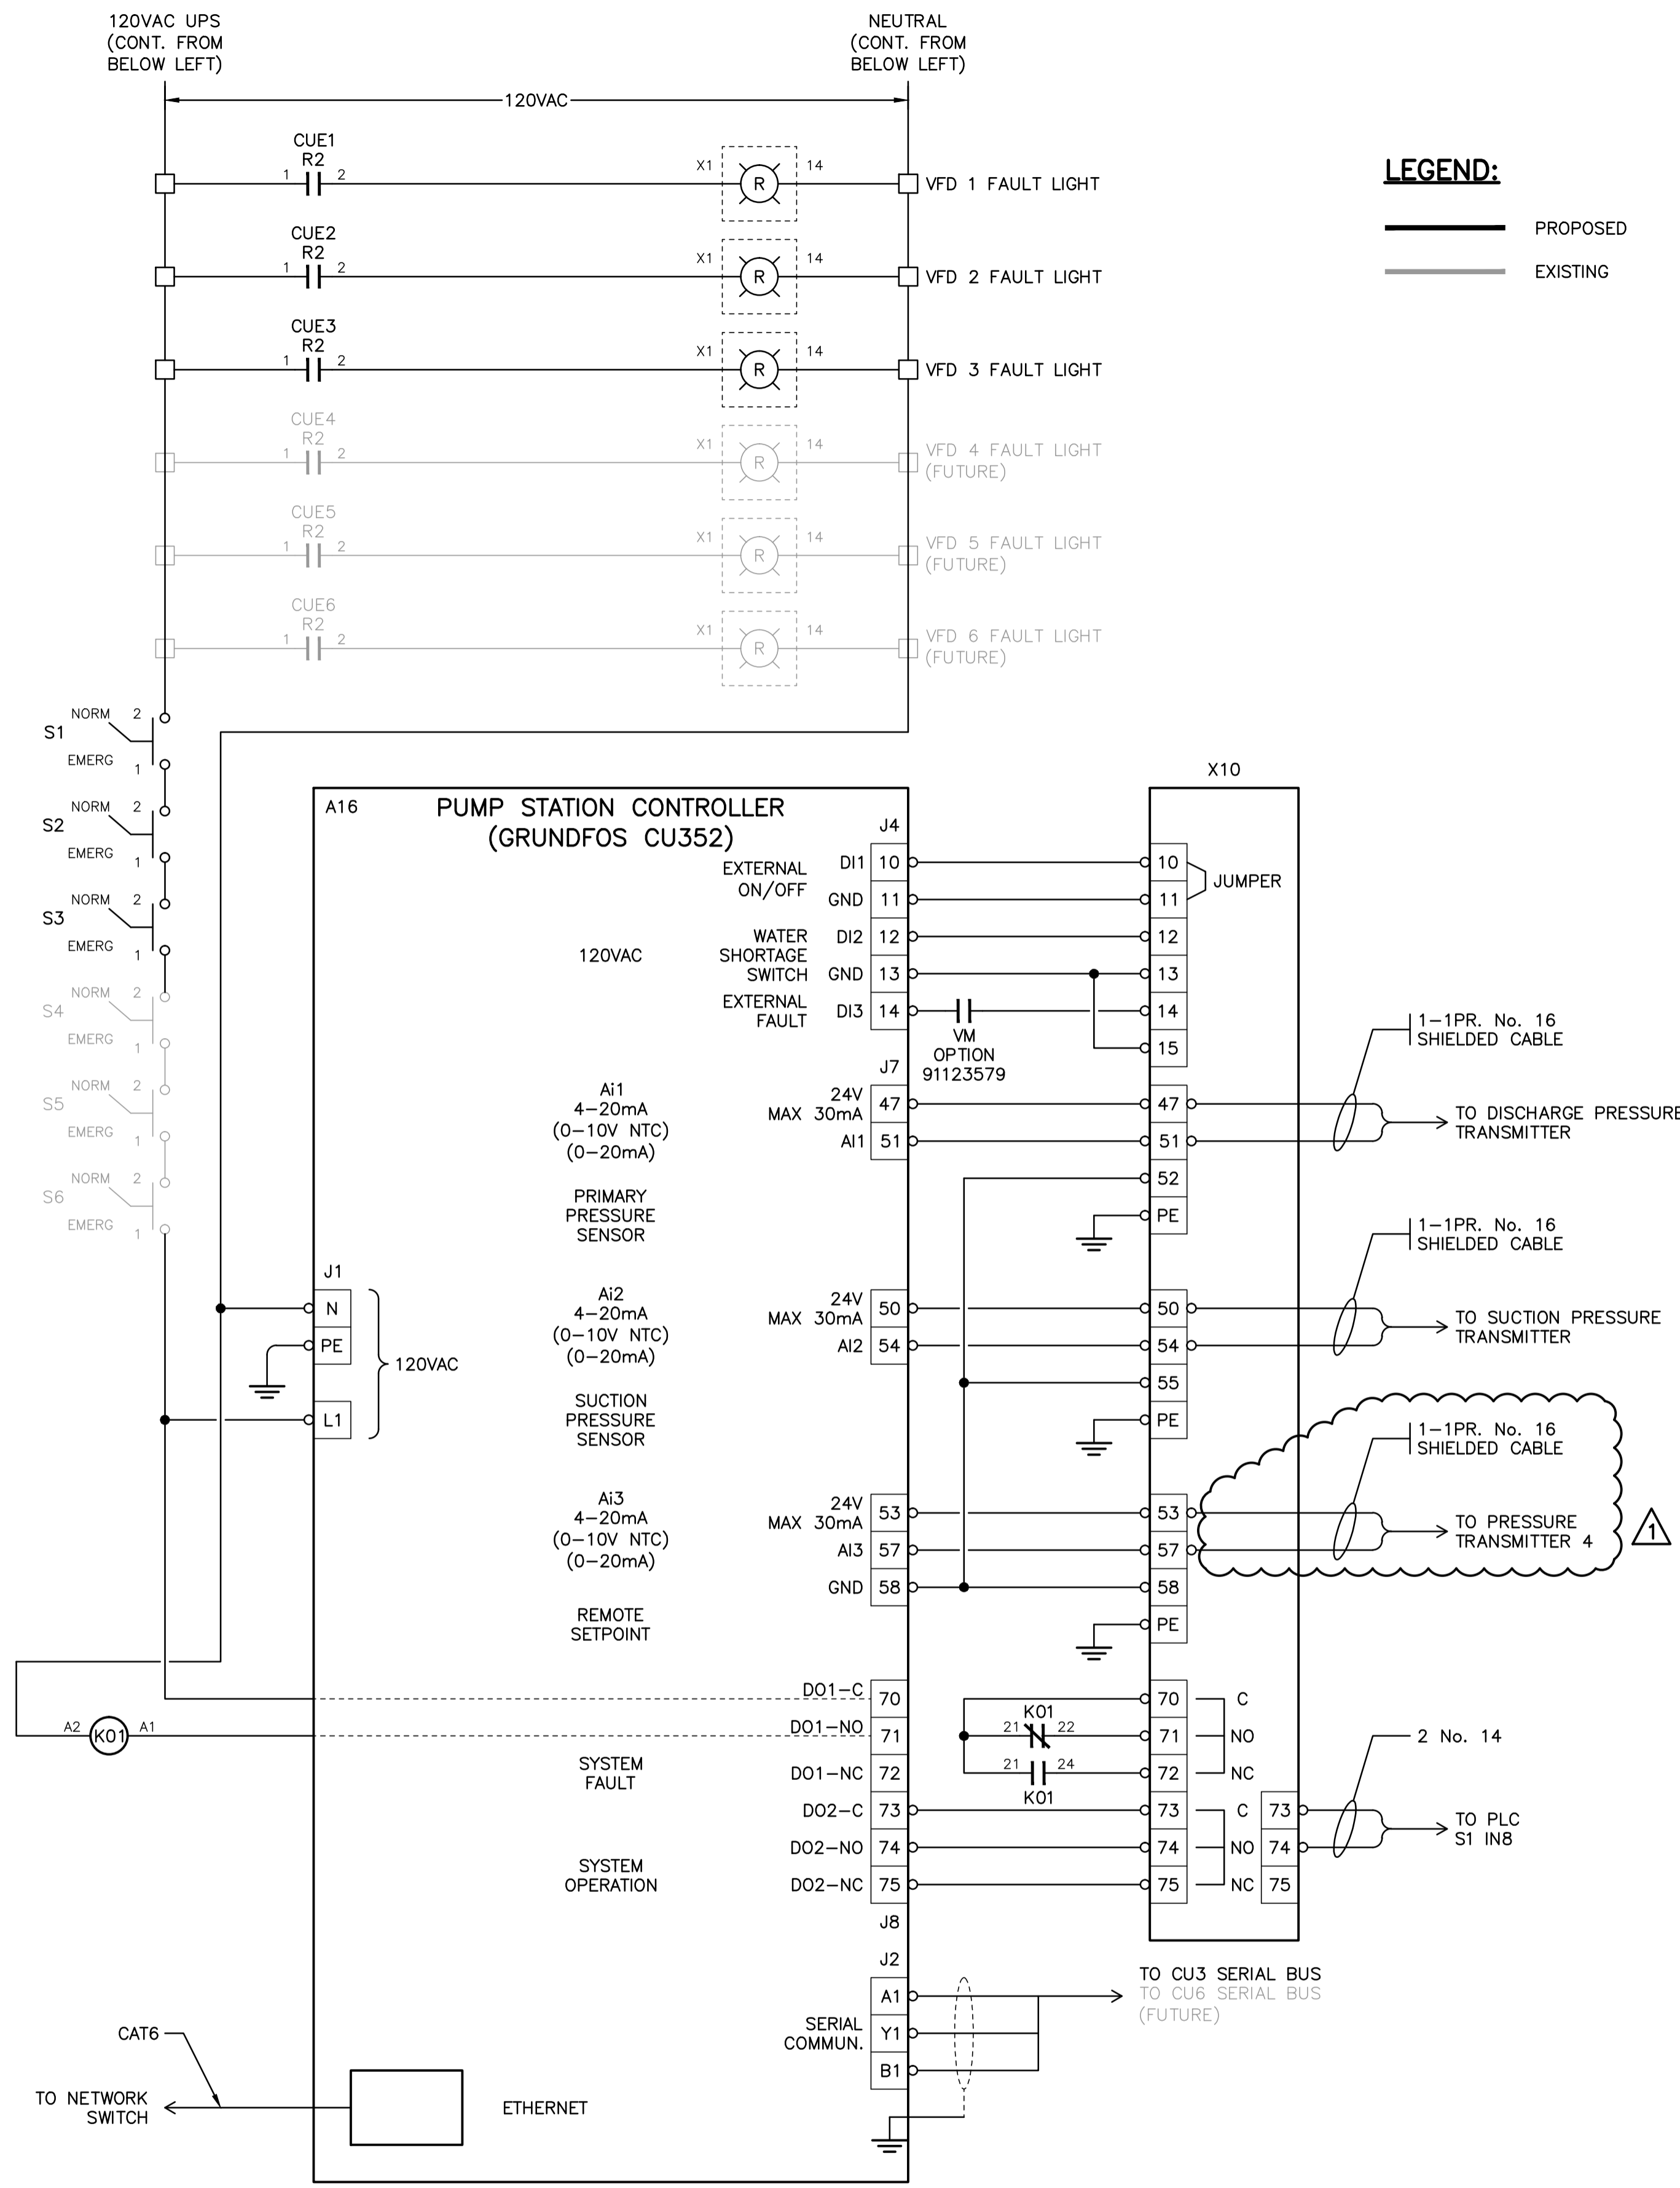 120VAC UPS
(CONT. FROM
BELOW LEFT)
NEUTRAL
(CONT. FROM
BELOW LEFT)
120VAC
LEGEND:
PROPOSED
EXISTING
CUE1
R2
1 2
X1 R 14
VFD 1 FAULT LIGHT
CUE2
R2
1 2
X1 R 14
VFD 2 FAULT LIGHT
CUE3
R2
1 2
X1 R 14
VFD 3 FAULT LIGHT
CUE4
R2
1 2
X1 R 14
VFD 4 FAULT LIGHT
(FUTURE)
CUE5
R2
1 2
X1 R 14
VFD 5 FAULT LIGHT
(FUTURE)
CUE6
R2
1 2
X1 R 14
VFD 6 FAULT LIGHT
(FUTURE)
NORM 2
S1
EMERG 1
NORM 2
S2
EMERG 1
NORM 2
S3
EMERG 1
NORM 2
S4
EMERG 1
NORM 2
S5
EMERG 1
NORM 2
S6
EMERG 1
A16
PUMP STATION CONTROLLER
(GRUNDFOS CU352)
120VAC
J1
N
PE
L1
120VAC
J4
EXTERNAL
ON/OFF
DI1 10
GND 11
WATER
SHORTAGE
SWITCH
DI2 12
GND 13
EXTERNAL
FAULT
DI3 14
VM
OPTION
91123579
J7
Ai1
4-20mA
(0-10V NTC)
(0-20mA)
PRIMARY
PRESSURE
SENSOR
24V
MAX 30mA
47
AI1 51
Ai2
4-20mA
(0-10V NTC)
(0-20mA)
SUCTION
PRESSURE
SENSOR
24V
MAX 30mA
50
AI2 54
Ai3
4-20mA
(0-10V NTC)
(0-20mA)
REMOTE
SETPOINT
24V
MAX 30mA
53
AI3 57
GND 58
DO1-C 70
DO1-NO 71
DO1-NC 72
SYSTEM
FAULT
DO2-C 73
DO2-NO 74
DO2-NC 75
SYSTEM
OPERATION
J8
J2
SERIAL
COMMUN.
A1
Y1
B1
A2 K01 A1
X10
10
11
JUMPER
12
13
14
15
47
51
52
PE
1-1PR. No. 16
SHIELDED CABLE
TO DISCHARGE PRESSURE
TRANSMITTER
50
54
55
PE
1-1PR. No. 16
SHIELDED CABLE
TO SUCTION PRESSURE
TRANSMITTER
53
57
58
PE
1-1PR. No. 16
SHIELDED CABLE
TO PRESSURE
TRANSMITTER 4
1
K01
21 22
21 24
K01
70 C
71 NO
72 NC
73 C 73
74 NO 74
75 NC 75
2 No. 14
TO PLC
S1 IN8
TO CU3 SERIAL BUS
TO CU6 SERIAL BUS
(FUTURE)
CAT6
TO NETWORK
SWITCH
ETHERNET